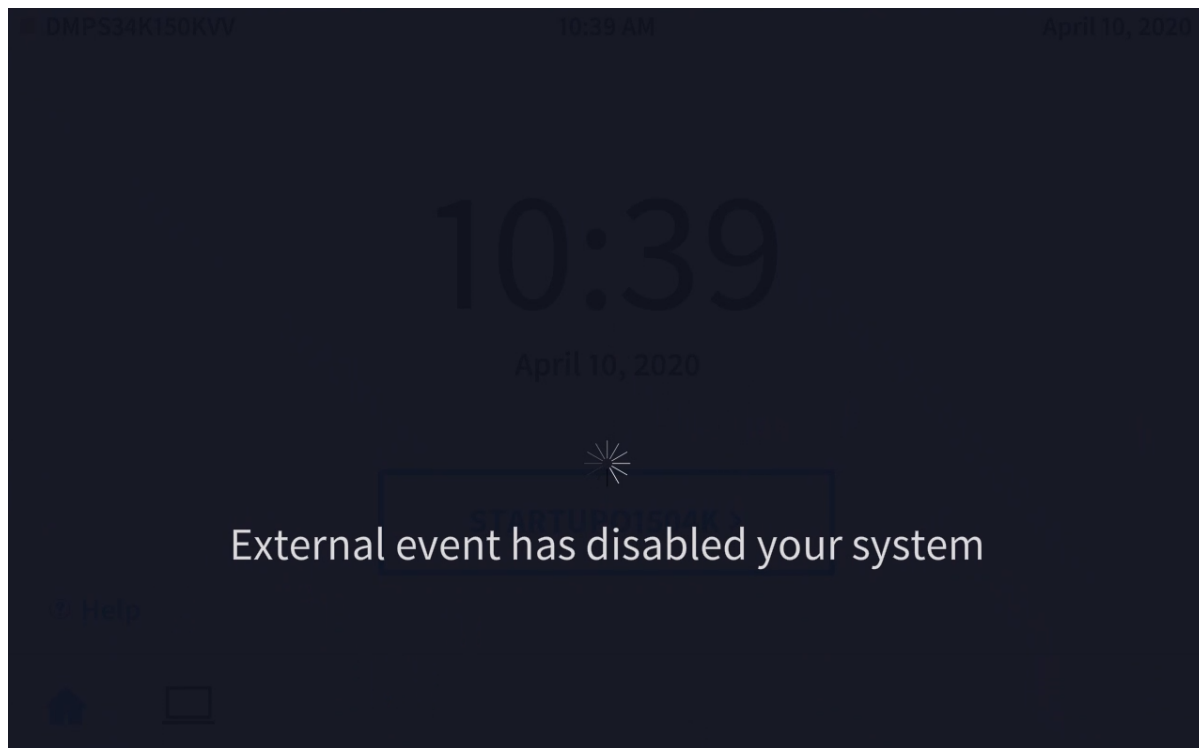 DMPS34K150KVV 10:39 AM April 10, 2020
10:39
April 10, 2020
External event has disabled your system
Help